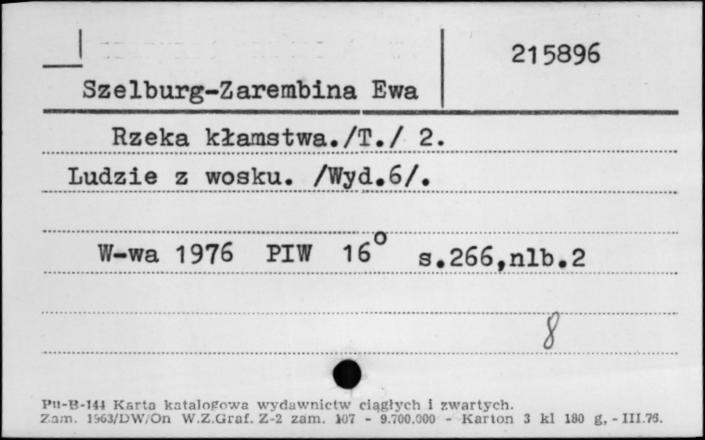 215896
Szelburg-Zarembina Ewa
Rzeka kłamstwa./T./ 2.
Ludzie z wosku. /Wyd.6/.
W-wa 1976 PIW 16° s.266,nlb.2
8
Pu-B-144 Karta katalogowa wydawnictw ciągłych i zwartych.
Zam. 1563/DW/On W.Z.Graf. Z-2 zam. 107 - 9.700.000 - Karton 3 kl 180 g, - III.76.